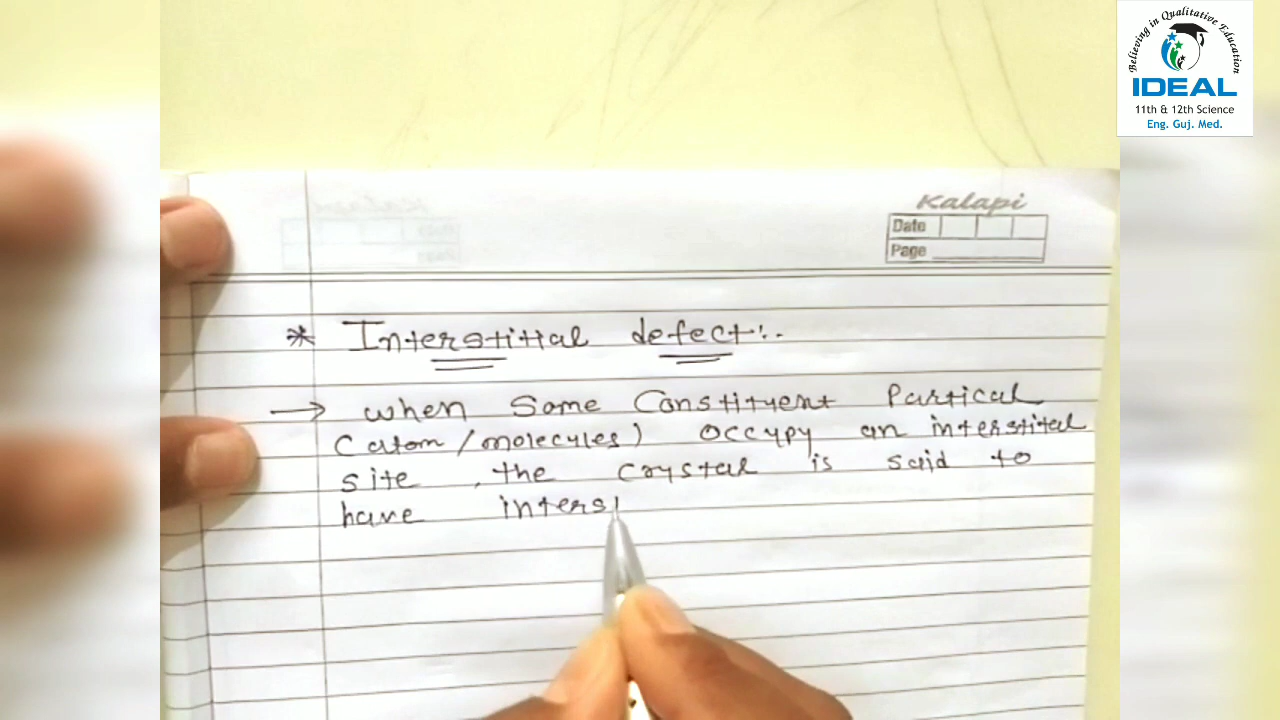 Believing in Qualitative Education
IDEAL
11th & 12th Science
Eng. Guj. Med.
Kalapi
Date
Page
* Interstitial defect:-
→ When Some Constituent Partical
(atom/molecules) occupy an interstital
site, the crystal is said to
have inters